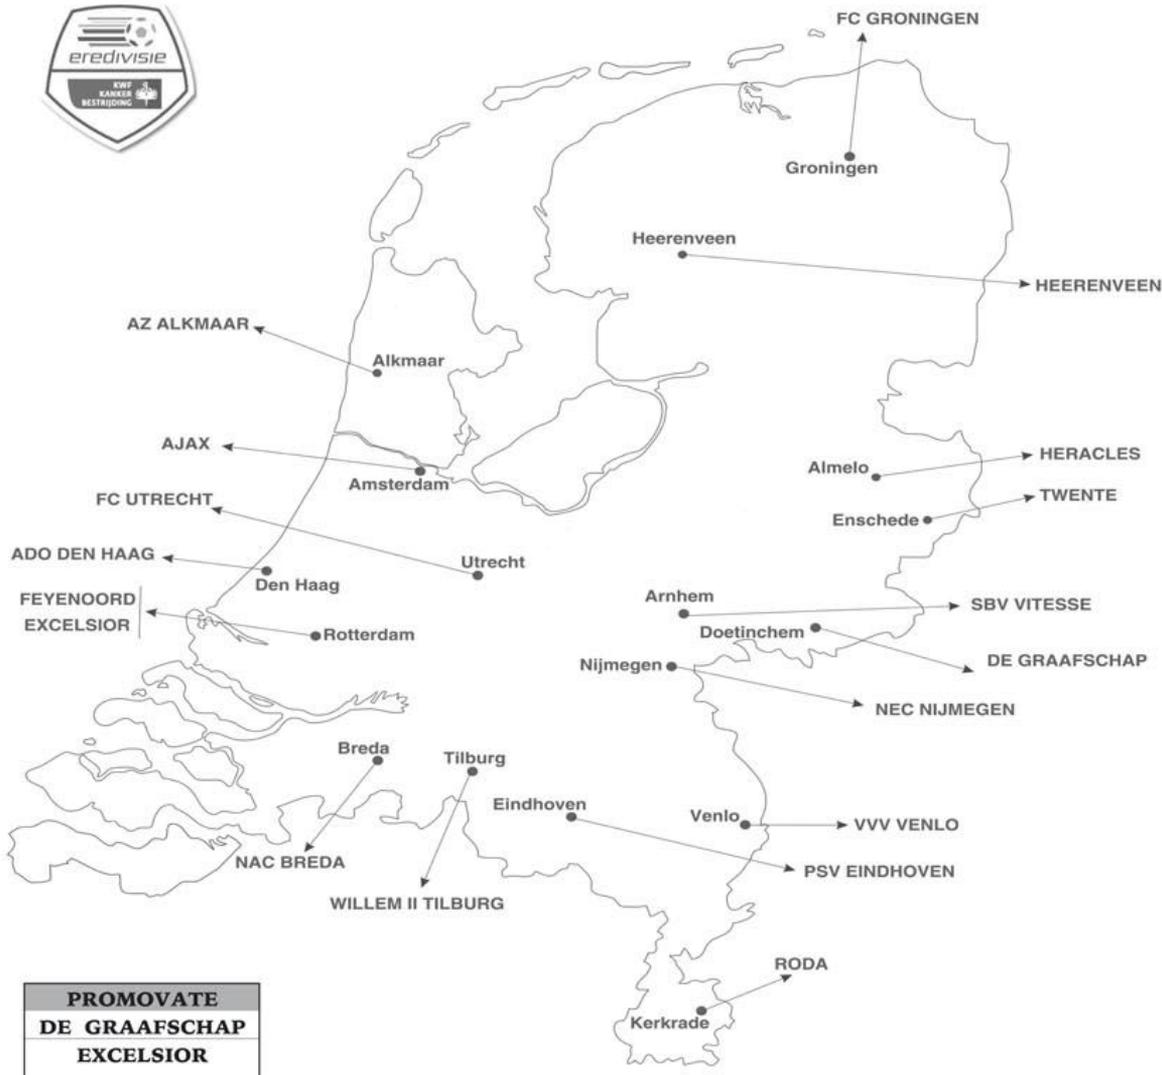 eredivisie
KWF
KANKER
BESTRIJDING
FC GRONINGEN
Groningen
Heerenveen
HEERENVEEN
AZ ALKMAAR
Alkmaar
AJAX
Amsterdam
Almelo
HERACLES
FC UTRECHT
Enschede
TWENTE
ADO DEN HAAG
Den Haag
Utrecht
FEYENOORD
EXCELSIOR
Rotterdam
Arnhem
SBV VITESSE
Doetinchem
DE GRAAFSCHAP
Nijmegen
NEC NIJMEGEN
Breda
Tilburg
Eindhoven
Venlo
VVV VENLO
NAC BREDA
PSV EINDHOVEN
WILLEM II TILBURG
RODA
Kerkrade
PROMOVATE
DE GRAAFSCHAP
EXCELSIOR